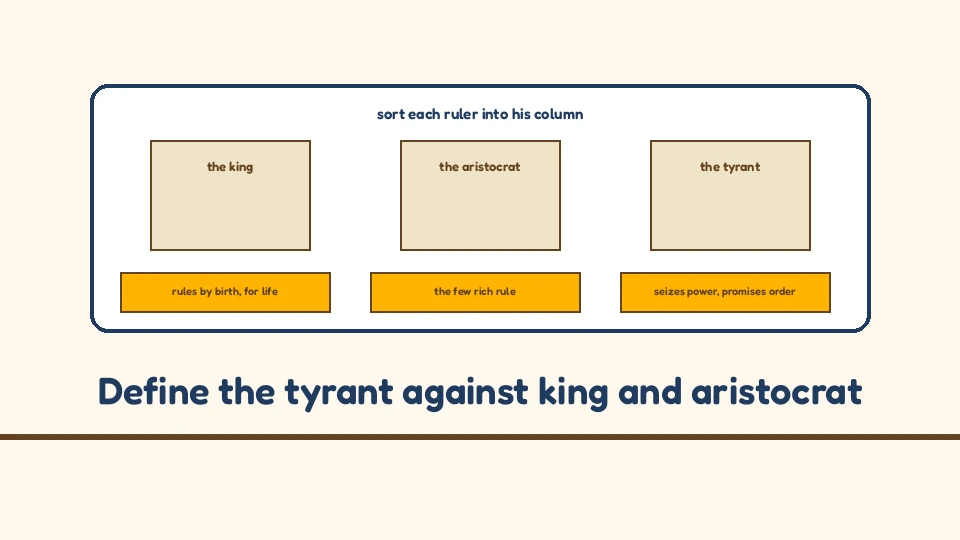 sort each ruler into his column
the king
the aristocrat
the tyrant
rules by birth, for life
the few rich rule
seizes power, promises order
Define the tyrant against king and aristocrat